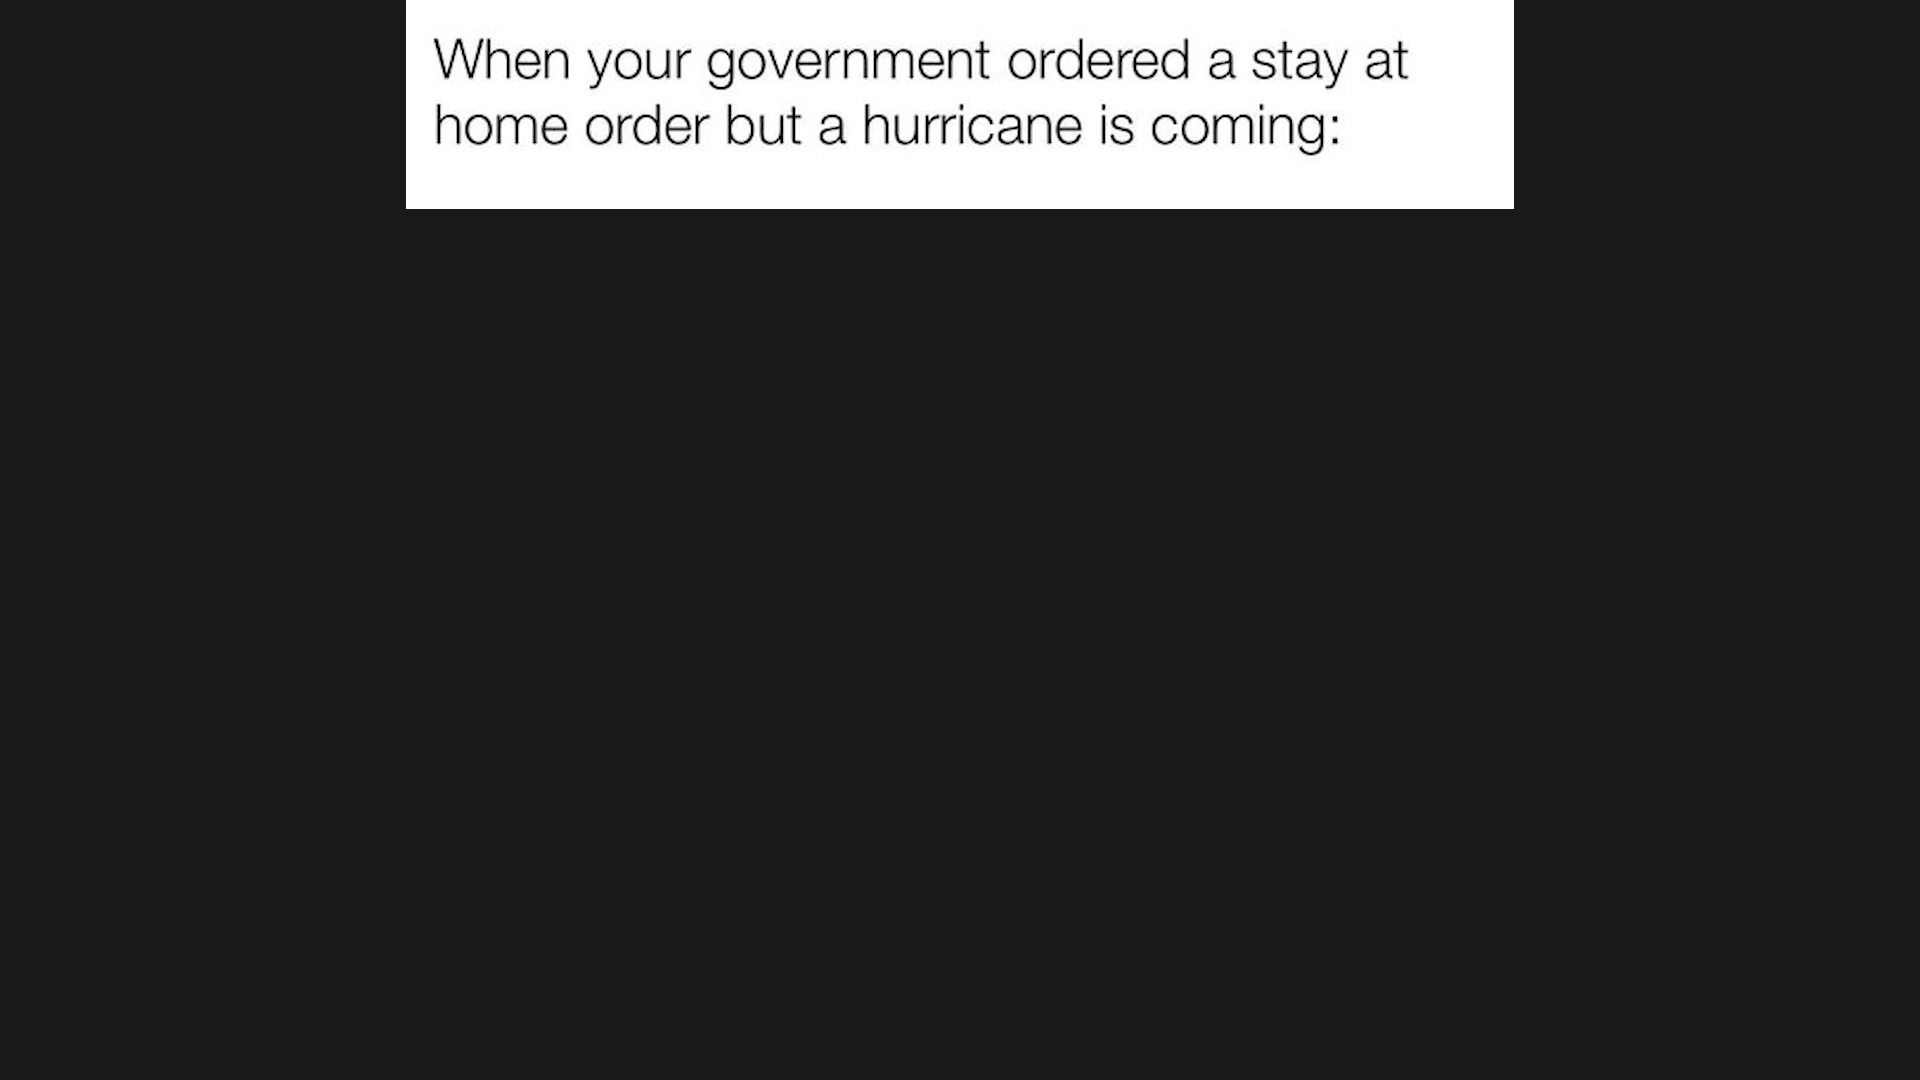 When your government ordered a stay at
home order but a hurricane is coming: